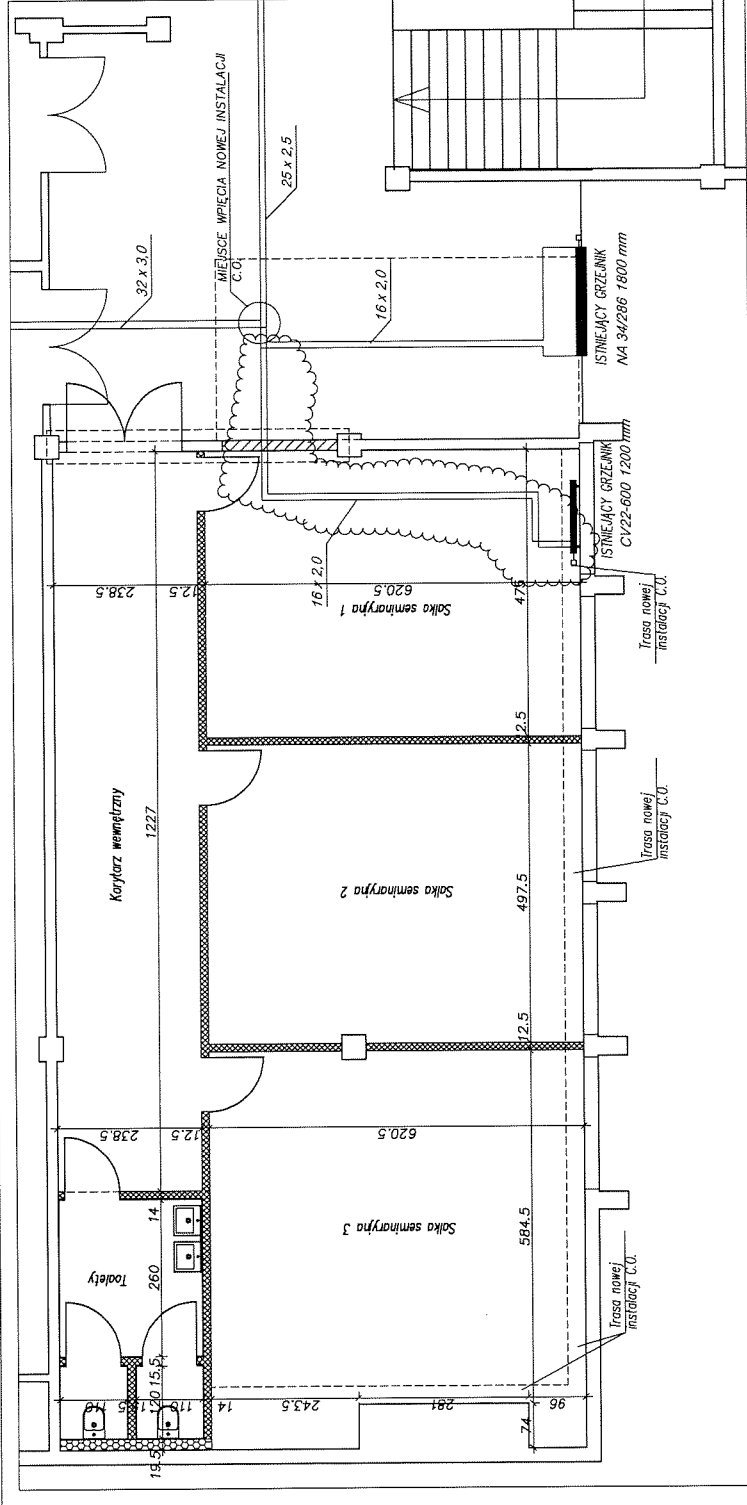 32 x 3,0
MIEJSCE WPIĘCIA NOWEJ INSTALACJI
C.O.
25 x 2,5
16 x 2,0
ISTNIEJĄCY GRZEJNIK
NA 34/286 1800 mm
ISTNIEJĄCY GRZEJNIK
CV22-600 1200 mm
16 x 2,0
238.5
12.5
620.5
475
Salka seminaryjna 1
Trasa nowej
instalacji C.O.
Korytarz wewnętrzny
1227
2.5
Salka seminaryjna 2
497.5
Trasa nowej
instalacji C.O.
12.5
238.5
12.5
620.5
Salka seminaryjna 3
584.5
Trasa nowej
instalacji C.O.
Toalety
14
260
15.5
120
19.5
110
110
14
243.5
281
96
74